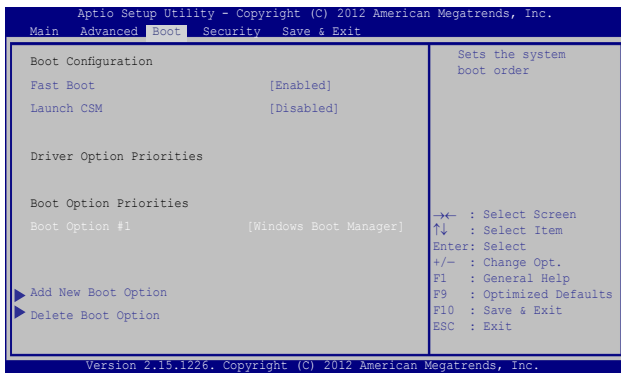 Aptio Setup Utility - Copyright (C) 2012 American Megatrends, Inc.
Main Advanced Boot Security Save & Exit
Boot Configuration
Fast Boot [Enabled]
Launch CSM [Disabled]
Driver Option Priorities
Boot Option Priorities
Boot Option #1 [Windows Boot Manager]
Add New Boot Option
Delete Boot Option
Sets the system
boot order
→← : Select Screen
↑↓ : Select Item
Enter: Select
+/− : Change Opt.
F1 : General Help
F9 : Optimized Defaults
F10 : Save & Exit
ESC : Exit
Version 2.15.1226. Copyright (C) 2012 American Megatrends, Inc.